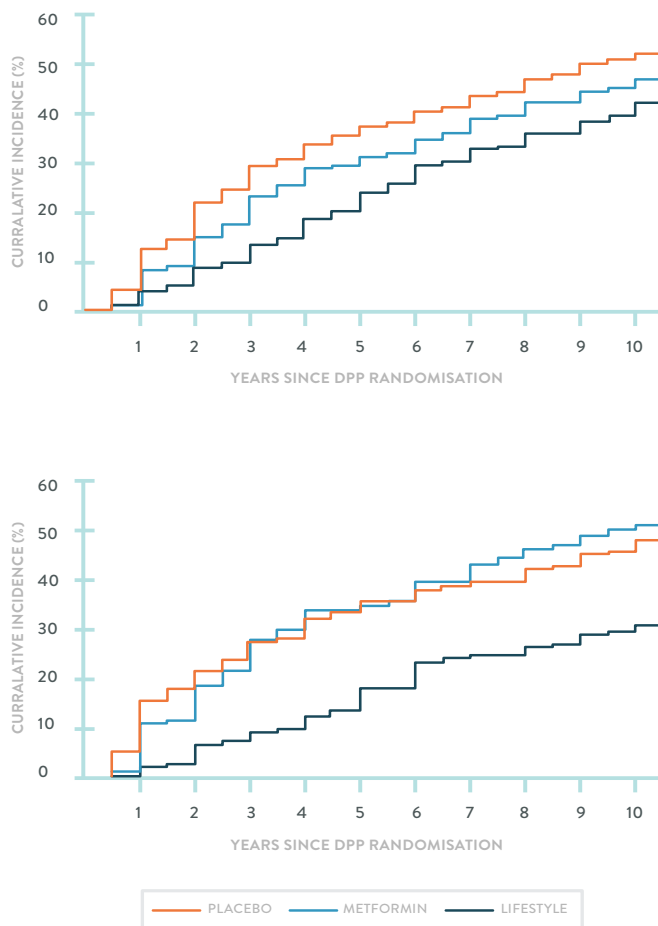 60
50
40
30
20
10
0
CURRALATIVE INCIDENCE (%)
1 2 3 4 5 6 7 8 9 10
YEARS SINCE DPP RANDOMISATION
60
50
40
30
20
10
0
CURRALATIVE INCIDENCE (%)
1 2 3 4 5 6 7 8 9 10
YEARS SINCE DPP RANDOMISATION
PLACEBO METFORMIN LIFESTYLE